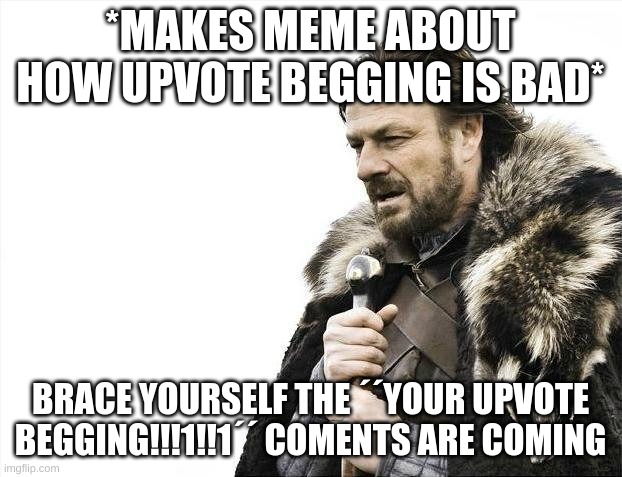 *MAKES MEME ABOUT
HOW UPVOTE BEGGING IS BAD*
BRACE YOURSELF THE ´´YOUR UPVOTE
BEGGING!!!1!!1´´ COMENTS ARE COMING
imgflip.com